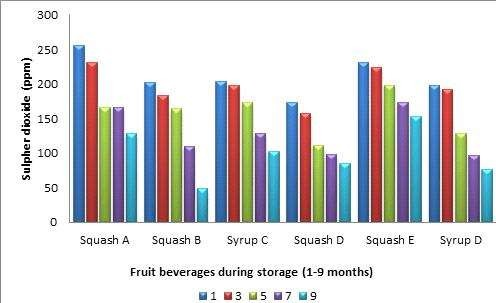 300
250
200
150
100
50
0
Sulpher dioxide (ppm)
Squash A Squash B Syrup C Squash D Squash E Syrup D
Fruit beverages during storage (1-9 months)
1 3 5 7 9